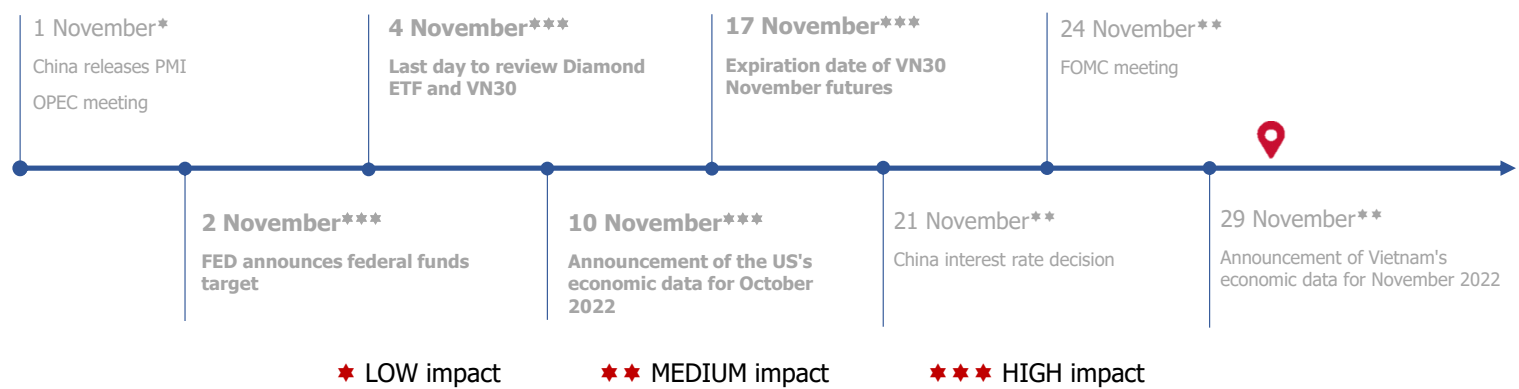 1 November*
China releases PMI
OPEC meeting
4 November***
Last day to review Diamond
ETF and VN30
17 November***
Expiration date of VN30
November futures
24 November**
FOMC meeting
2 November***
FED announces federal funds
target
10 November***
Announcement of the US's
economic data for October
2022
21 November**
China interest rate decision
29 November**
Announcement of Vietnam's
economic data for November 2022
* LOW impact
** MEDIUM impact
*** HIGH impact